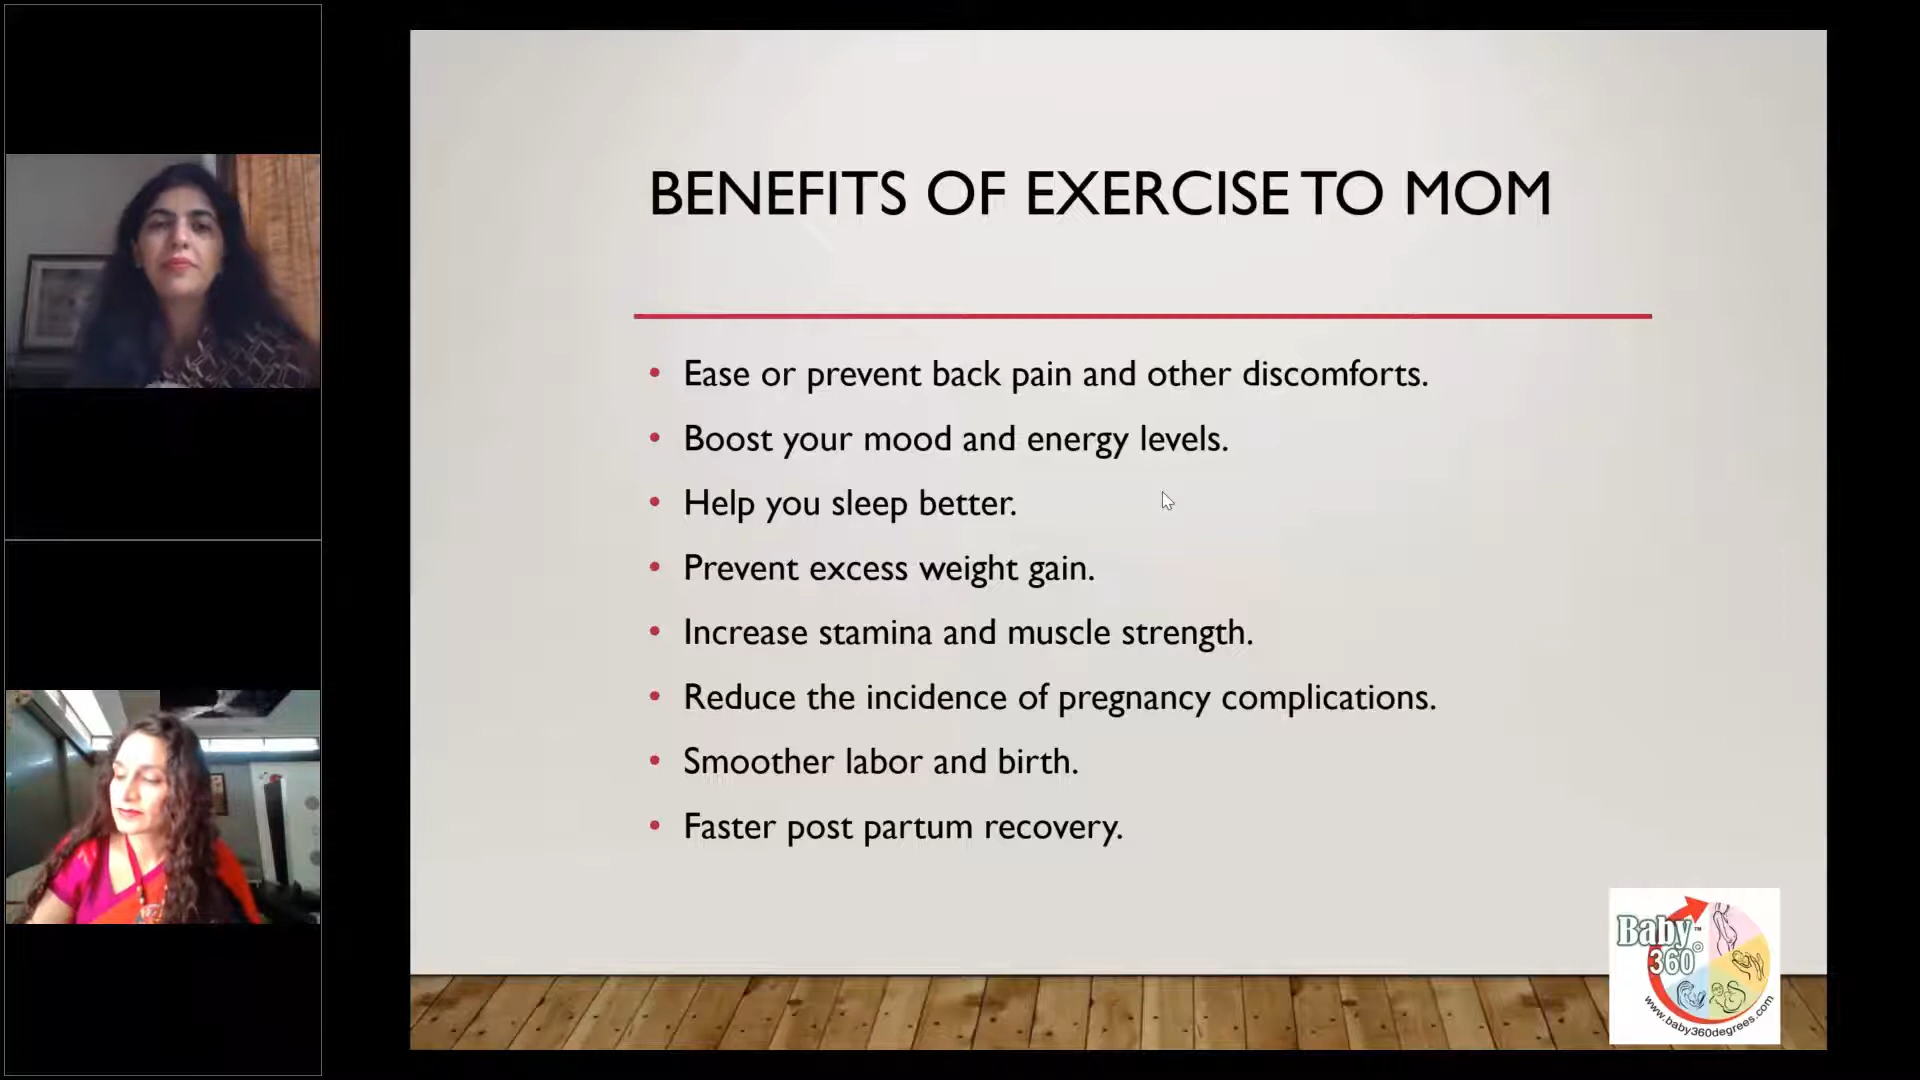 BENEFITS OF EXERCISE TO MOM
• Ease or prevent back pain and other discomforts.
• Boost your mood and energy levels.
• Help you sleep better.
• Prevent excess weight gain.
• Increase stamina and muscle strength.
• Reduce the incidence of pregnancy complications.
• Smoother labor and birth.
• Faster post partum recovery.
Baby™
360°
www.baby360degrees.com